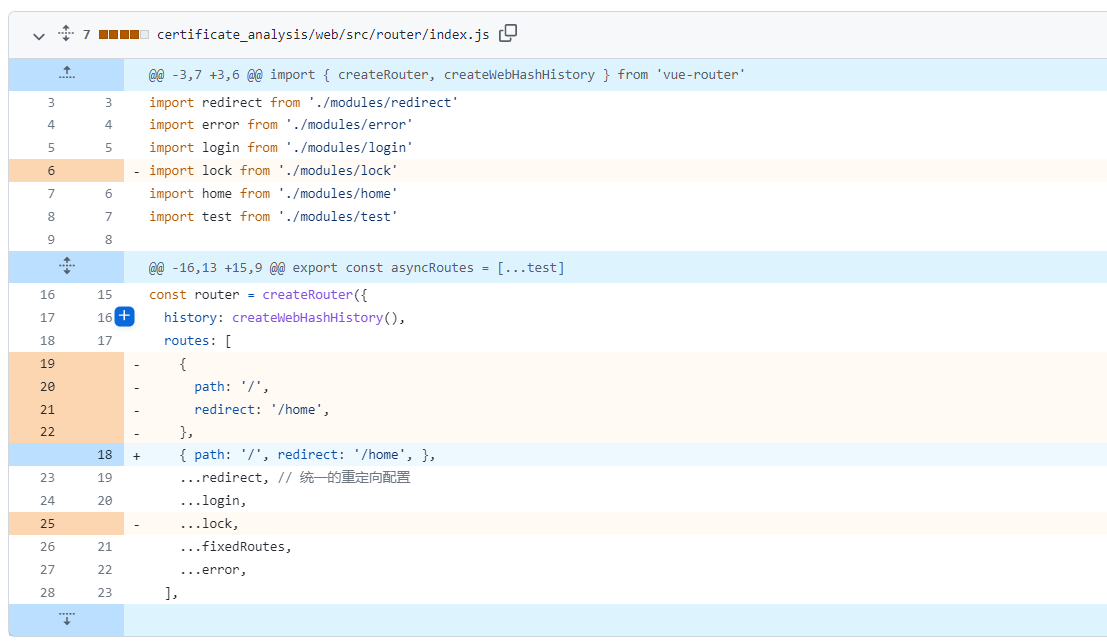 7 certificate_analysis/web/src/router/index.js
@@ -3,7 +3,6 @@ import { createRouter, createWebHashHistory } from 'vue-router'
3 3 import redirect from './modules/redirect'
4 4 import error from './modules/error'
5 5 import login from './modules/login'
6 - import lock from './modules/lock'
7 6 import home from './modules/home'
8 7 import test from './modules/test'
9 8
@@ -16,13 +15,9 @@ export const asyncRoutes = [...test]
16 15 const router = createRouter({
17 16 + history: createWebHashHistory(),
18 17 routes: [
19 - {
20 - path: '/',
21 - redirect: '/home',
22 - },
18 + { path: '/', redirect: '/home', },
23 19 ...redirect, // 统一的重定向配置
24 20 ...login,
25 - ...lock,
26 21 ...fixedRoutes,
27 22 ...error,
28 23 ],